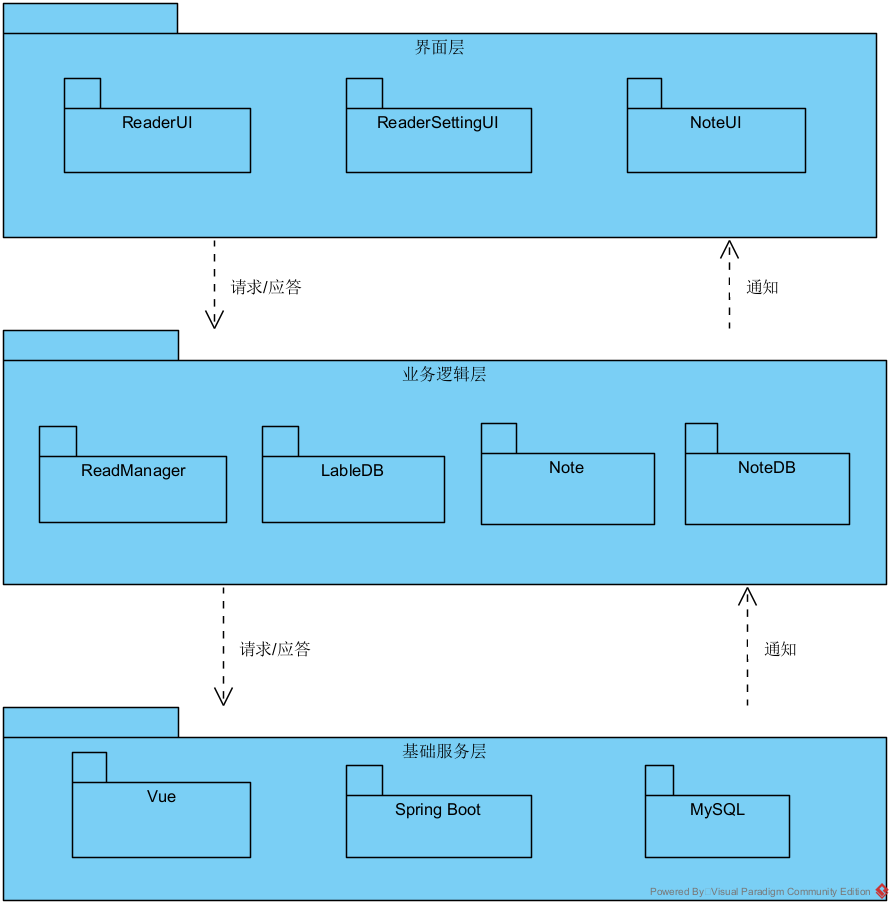 界面层
ReaderUI
ReaderSettingUI
NoteUI
请求/应答
通知
业务逻辑层
ReadManager
LableDB
Note
NoteDB
请求/应答
通知
基础服务层
Vue
Spring Boot
MySQL
Powered By Visual Paradigm Community Edition